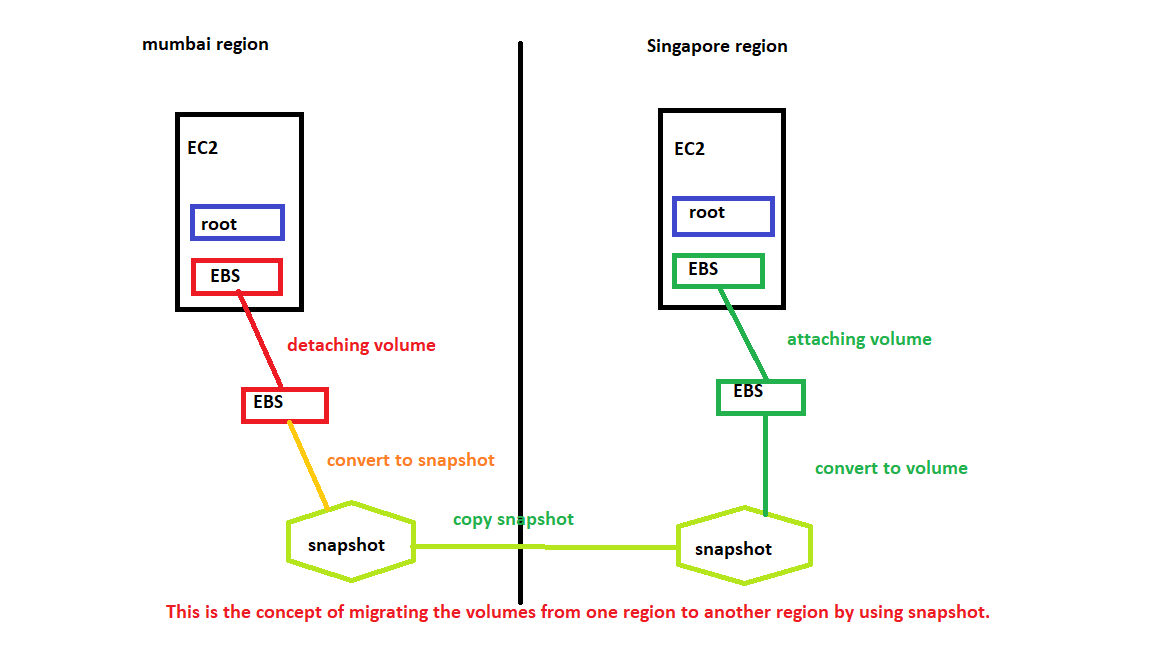 mumbai region
EC2
root
EBS
detaching volume
EBS
convert to snapshot
snapshot
copy snapshot
Singapore region
EC2
root
EBS
attaching volume
EBS
convert to volume
snapshot
This is the concept of migrating the volumes from one region to another region by using snapshot.